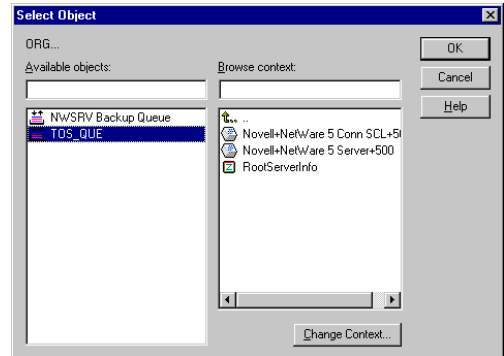 Select Object
ORG...
Available objects:
NWSRV Backup Queue
TOS_QUE
Browse context:
..
Novell+NetWare 5 Conn SCL+50
Novell+NetWare 5 Server+500
RootServerInfo
Change Context...
OK
Cancel
Help